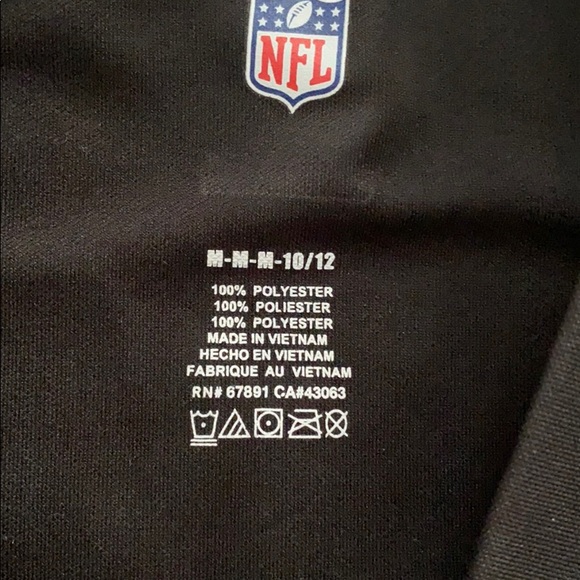 NFL
M-M-M-10/12
100% POLYESTER
100% POLIESTER
100% POLYESTER
MADE IN VIETNAM
HECHO EN VIETNAM
FABRIQUE AU VIETNAM
RN# 67891 CA#43063